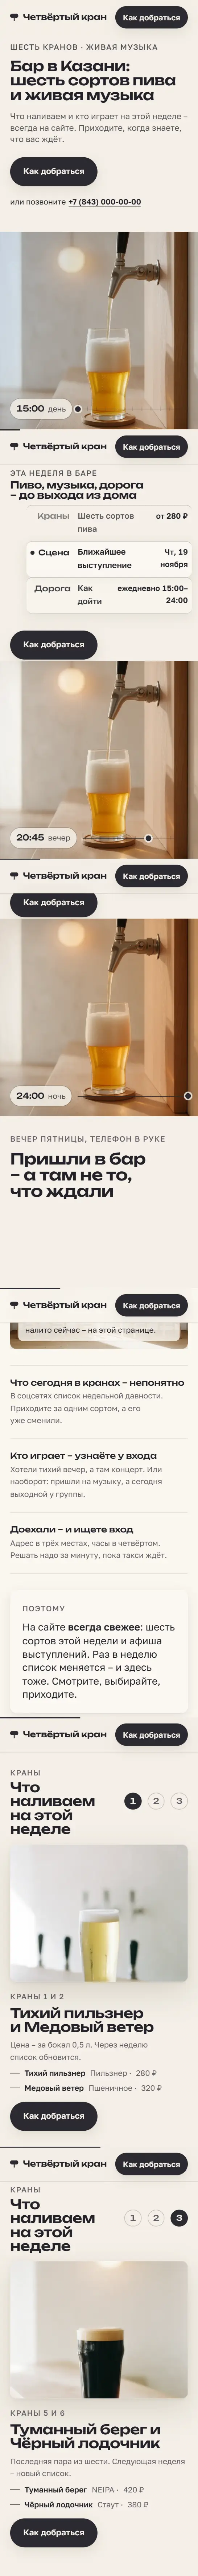 Четвёртый кран
Как добраться
ШЕСТЬ КРАНОВ · ЖИВАЯ МУЗЫКА
Бар в Казани:
шесть сортов пива
и живая музыка
Что наливаем и кто играет на этой неделе –
всегда на сайте. Приходите, когда знаете,
что вас ждёт.
Как добраться
или позвоните +7 (843) 000-00-00
15:00 день
Четвёртый кран
Как добраться
ЭТА НЕДЕЛЯ В БАРЕ
Пиво, музыка, дорога
– до выхода из дома
Краны Шесть сортов от 280 ₽
пива
Сцена Ближайшее Чт, 19
выступление ноября
Дорога Как ежедневно 15:00–
дойти 24:00
Как добраться
20:45 вечер
Четвёртый кран
Как добраться
Как добраться
24:00 ночь
ВЕЧЕР ПЯТНИЦЫ, ТЕЛЕФОН В РУКЕ
Пришли в бар
– а там не то,
что ждали
Четвёртый кран
Как добраться
налито сейчас – на этой странице.
Что сегодня в кранах – непонятно
В соцсетях список недельной давности.
Приходите за одним сортом, а его
уже сменили.
Кто играет – узнаёте у входа
Хотели тихий вечер, а там концерт. Или
наоборот: пришли на музыку, а сегодня
выходной у группы.
Доехали – и ищете вход
Адрес в трёх местах, часы в четвёртом.
Решать надо за минуту, пока такси ждёт.
ПОЭТОМУ
На сайте всегда свежее: шесть
сортов этой недели и афиша
выступлений. Раз в неделю
список меняется – и здесь
тоже. Смотрите, выбирайте,
приходите.
Четвёртый кран
Как добраться
КРАНЫ
Что
наливаем
на этой
неделе
1 2 3
КРАНЫ 1 И 2
Тихий пильзнер
и Медовый ветер
Цена – за бокал 0,5 л. Через неделю
список обновится.
Тихий пильзнер Пильзнер · 280 ₽
Медовый ветер Пшеничное · 320 ₽
Как добраться
Четвёртый кран
Как добраться
КРАНЫ
Что
наливаем
на этой
неделе
1 2 3
КРАНЫ 5 И 6
Туманный берег и
Чёрный лодочник
Последняя пара из шести. Следующая неделя
– новый список.
Туманный берег NEIPA · 420 ₽
Чёрный лодочник Стаут · 380 ₽
Как добраться